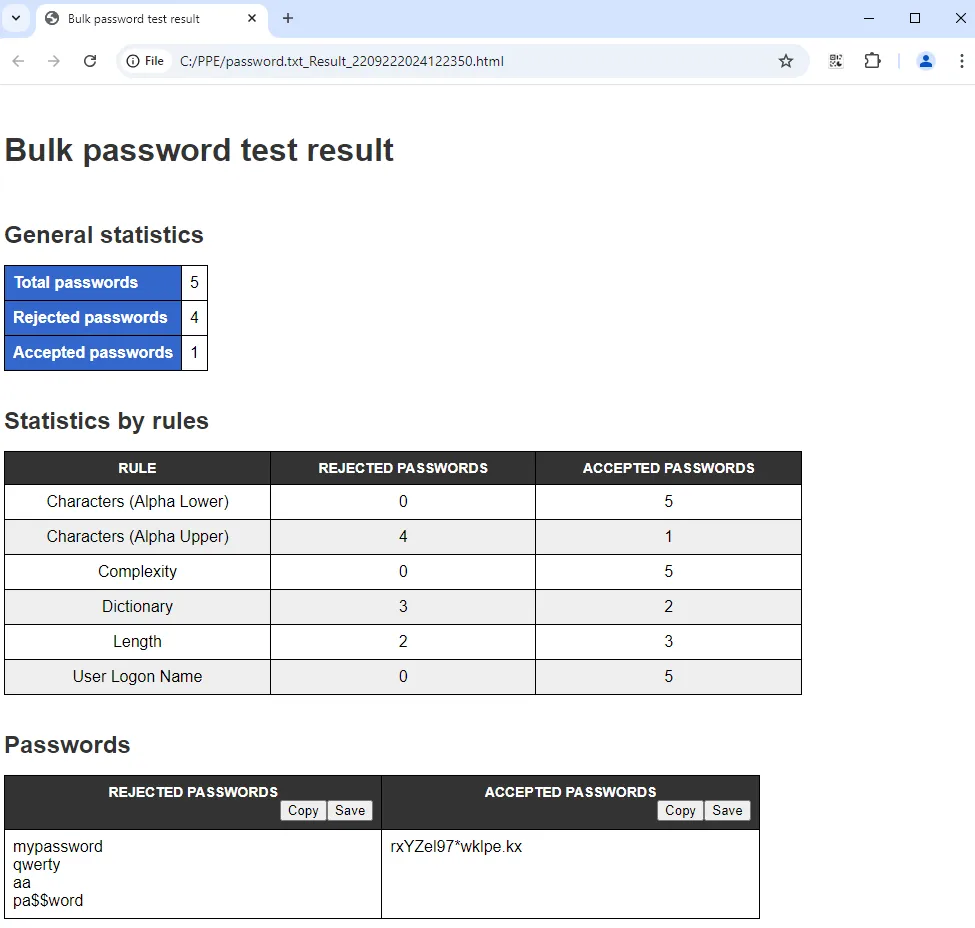 Bulk password test result
File C:/PPE/password.txt_Result_2209222024122350.html
Bulk password test result
General statistics
Total passwords 5
Rejected passwords 4
Accepted passwords 1
Statistics by rules
RULE REJECTED PASSWORDS ACCEPTED PASSWORDS
Characters (Alpha Lower) 0 5
Characters (Alpha Upper) 4 1
Complexity 0 5
Dictionary 3 2
Length 2 3
User Logon Name 0 5
Passwords
REJECTED PASSWORDS ACCEPTED PASSWORDS
Copy Save Copy Save
mypassword rxYZel97*wklpe.kx
qwerty
aa
pa$$word